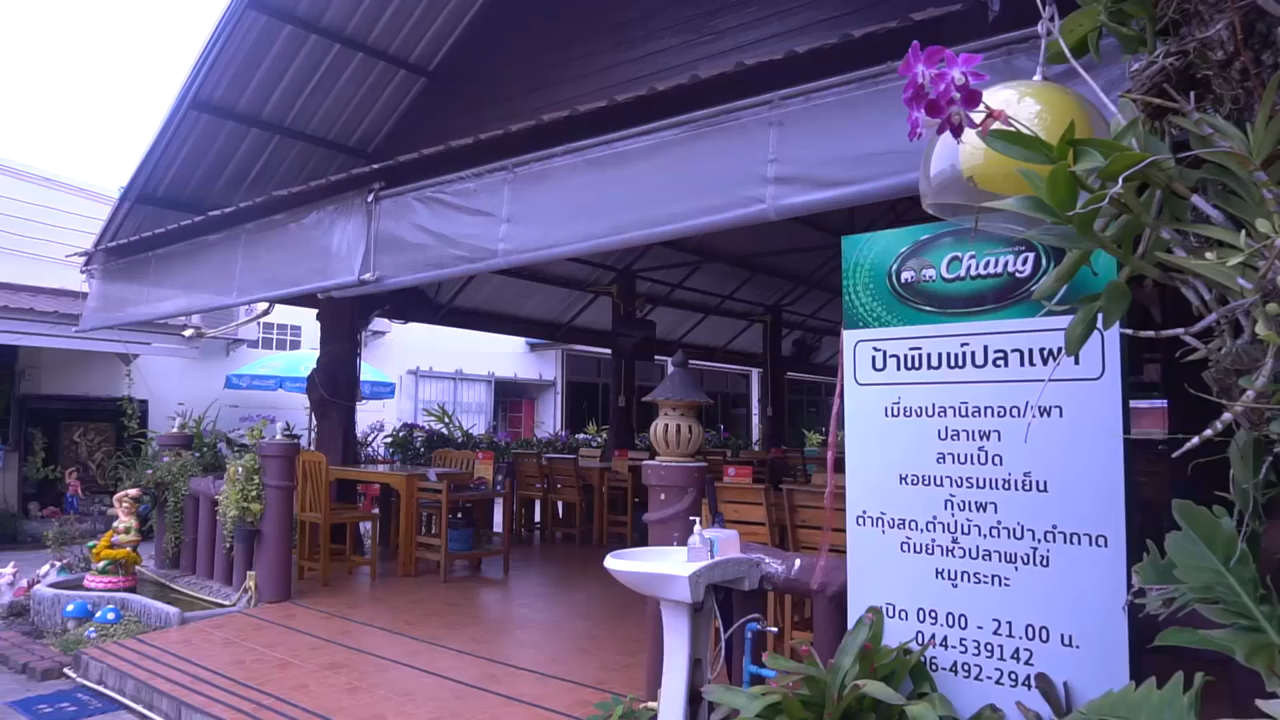 Chang
ป้าพิมพ์ปลาเผา
เมี่ยงปลานิลทอด/เผา
ปลาเผา
ลาบเป็ด
หอยนางรมแช่เย็น
กุ้งเผา
ตำกุ้งสด,ตำปูม้า,ตำป่า,ตำถาด
ต้มยำหัวปลาพุงไข่
หมูกระทะ
เปิด 09.00 - 21.00 น.
044-539142